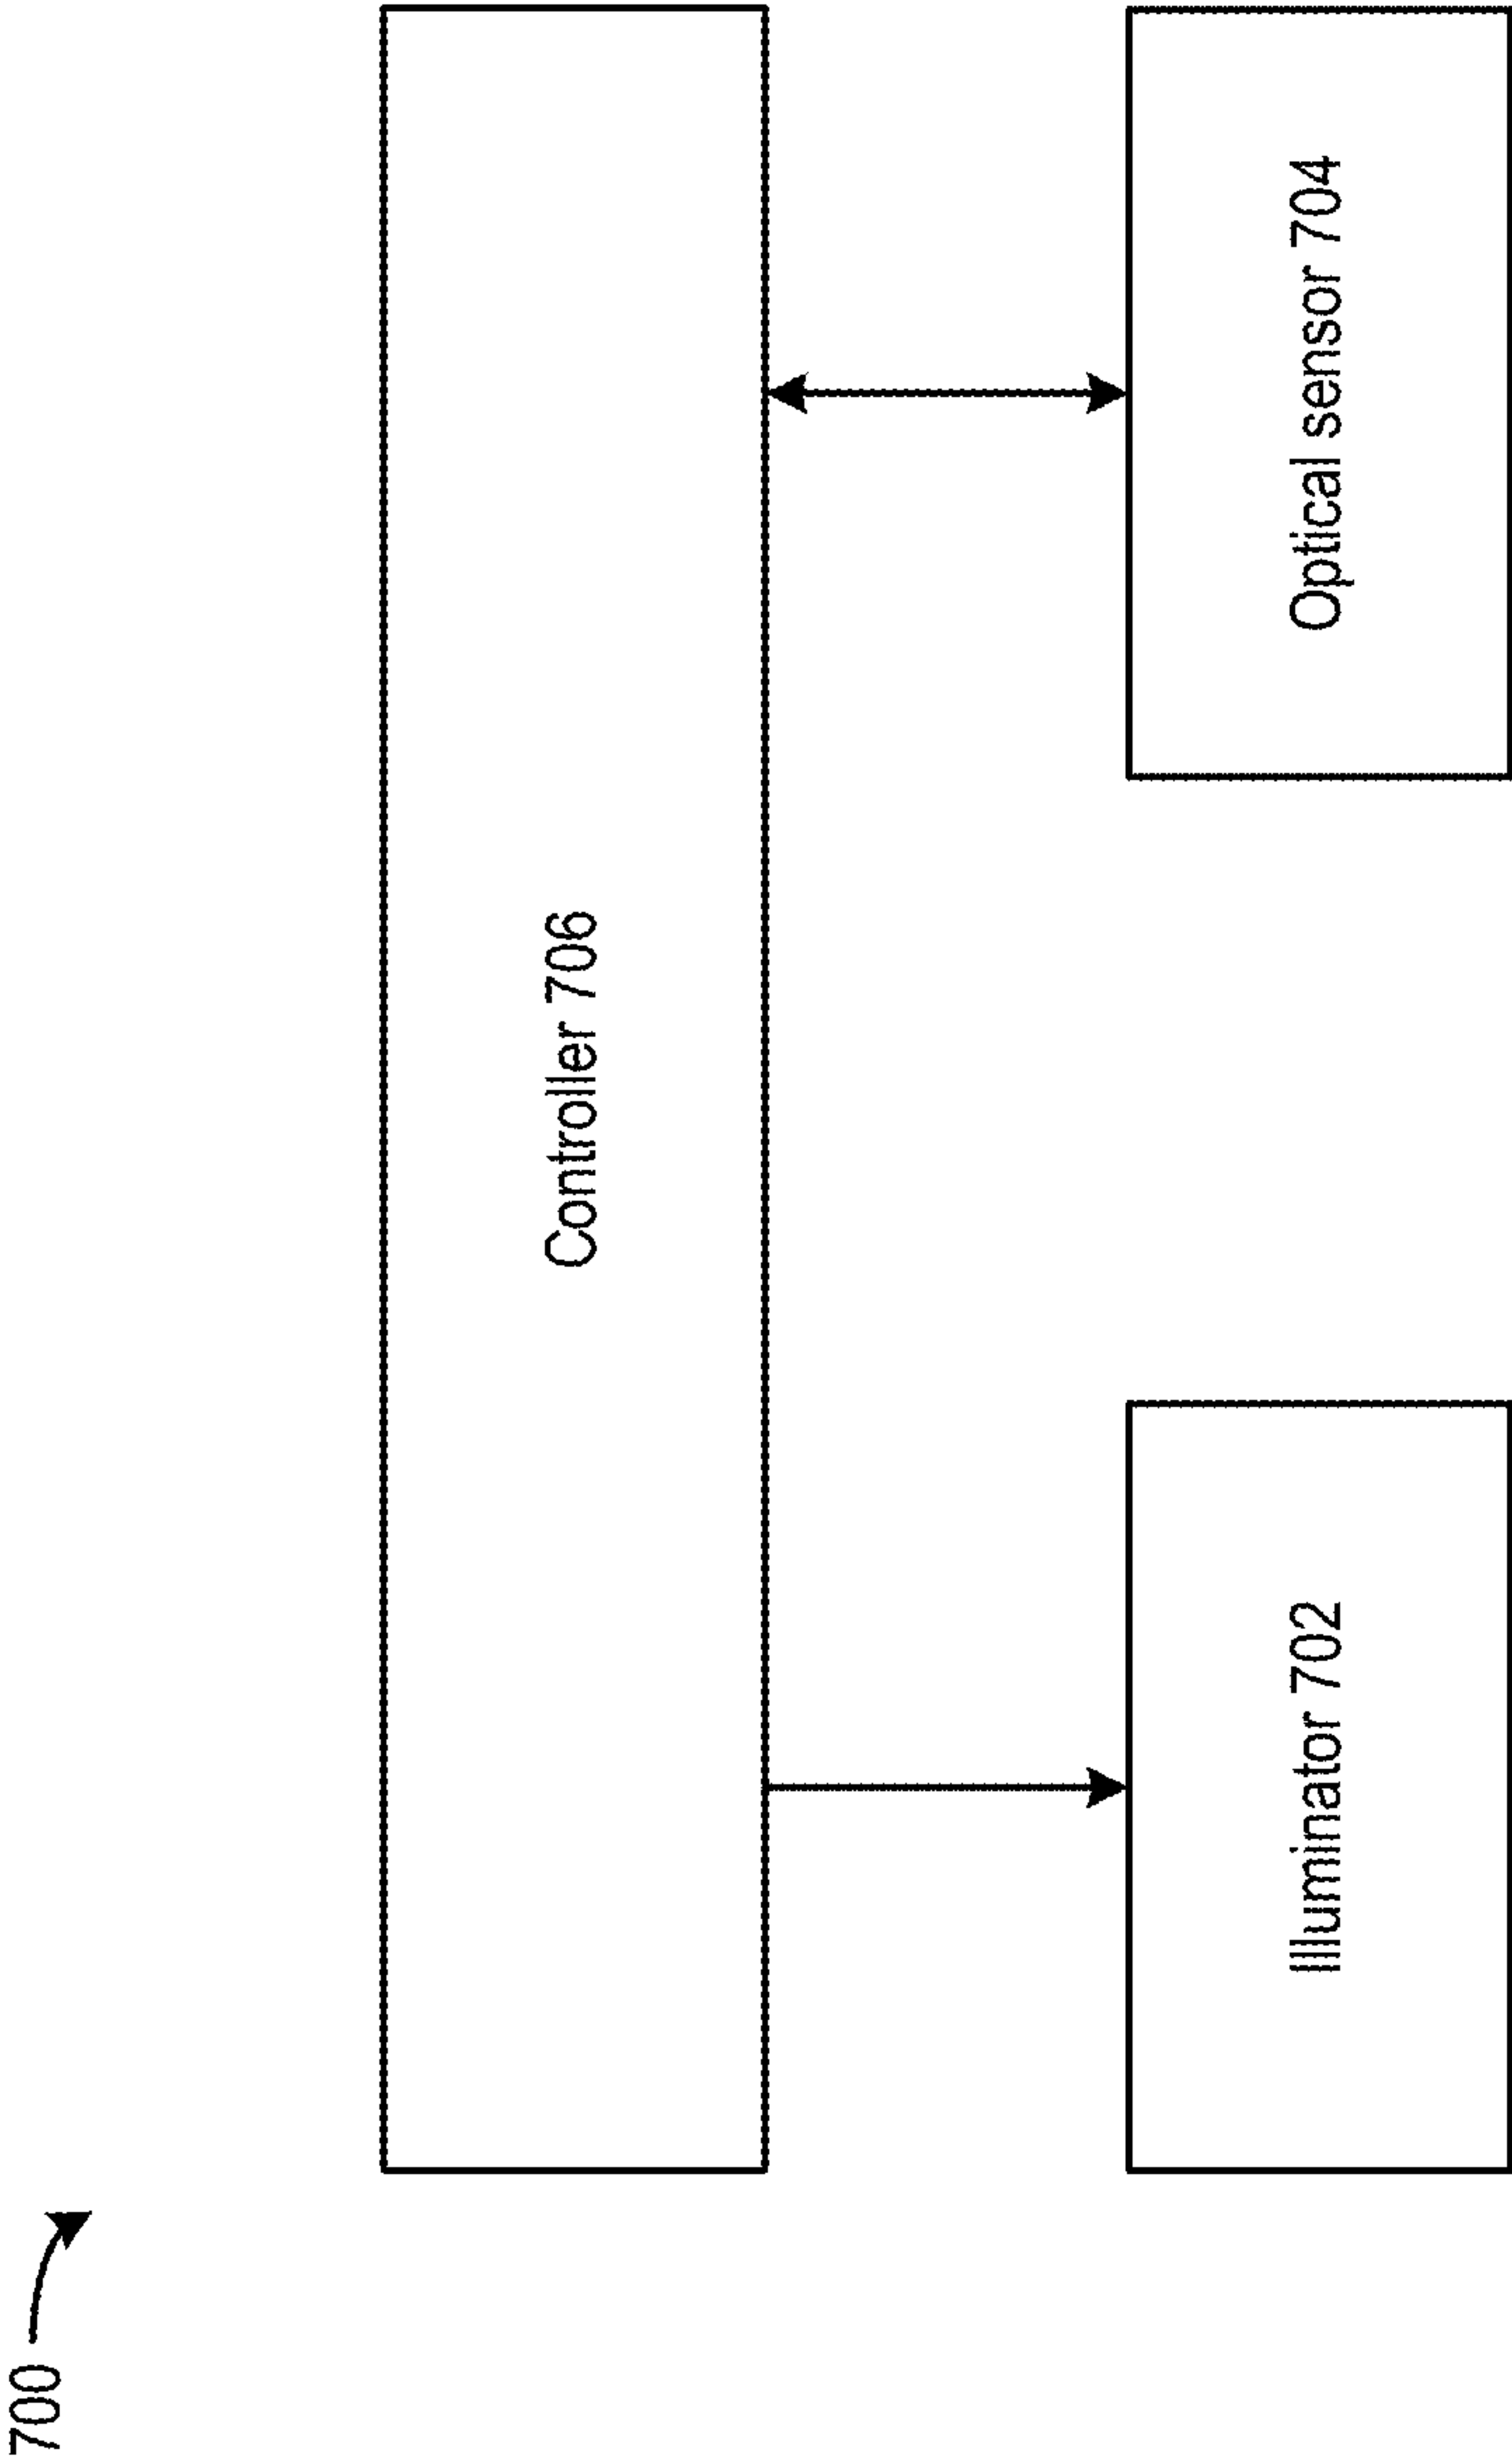 700
Controller 706
Illuminator 702
Optical sensor 704